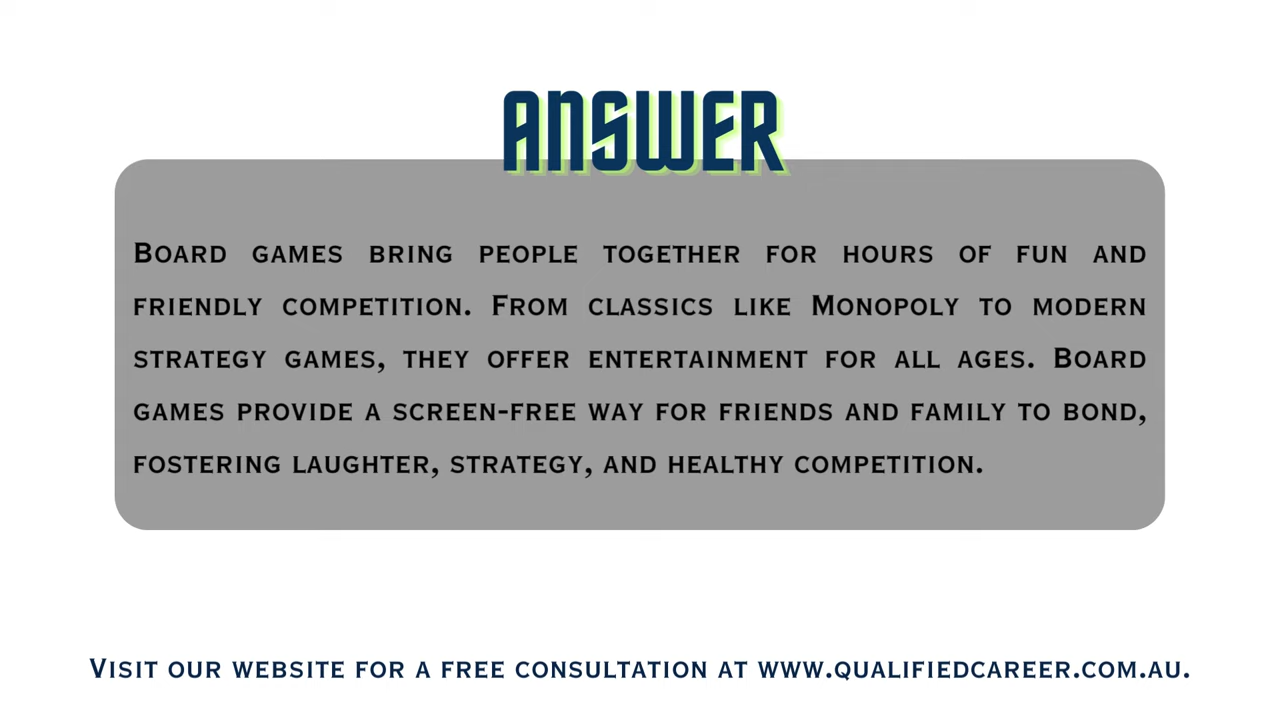 ANSWER
Board games bring people together for hours of fun and
friendly competition. From classics like Monopoly to modern
strategy games, they offer entertainment for all ages. Board
games provide a screen-free way for friends and family to bond,
fostering laughter, strategy, and healthy competition.
Visit our website for a free consultation at www.qualifiedcareer.com.au.